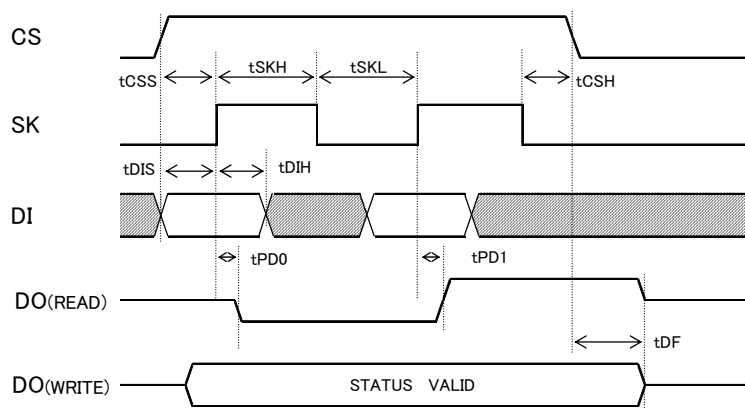 CS
tCSS tSKH tSKL tCSH
SK
tDIS tDIH
DI
tPD0 tPD1
DO(READ)
tDF
DO(WRITE) STATUS VALID